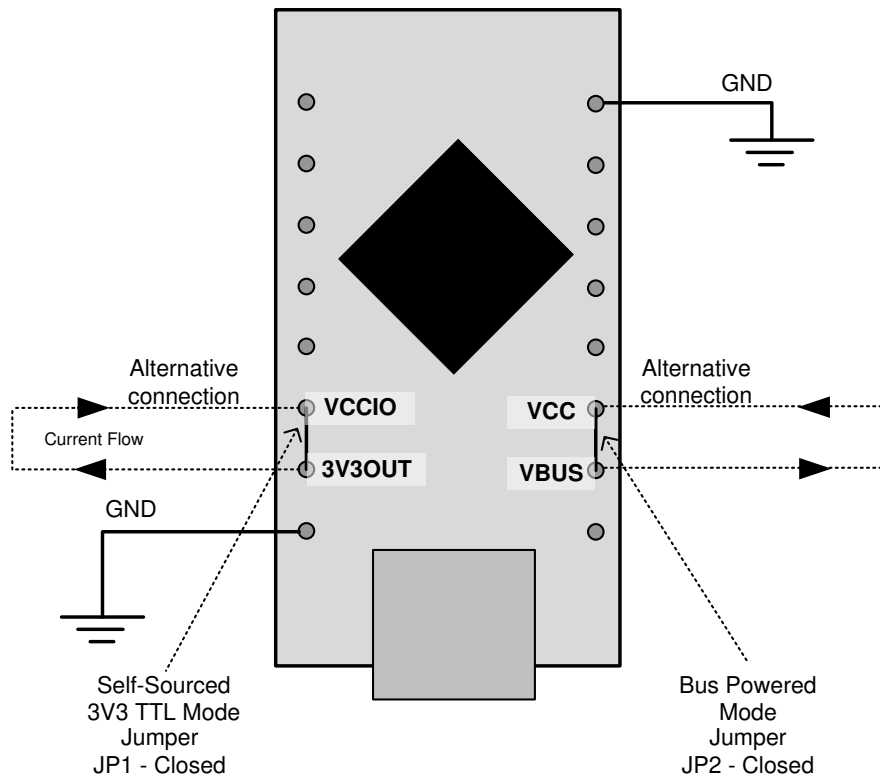 GND
Alternative
connection
Alternative
connection
VCCIO
VCC
Current Flow
3V3OUT
VBUS
GND
Self-Sourced
3V3 TTL Mode
Jumper
JP1 - Closed
Bus Powered
Mode
Jumper
JP2 - Closed